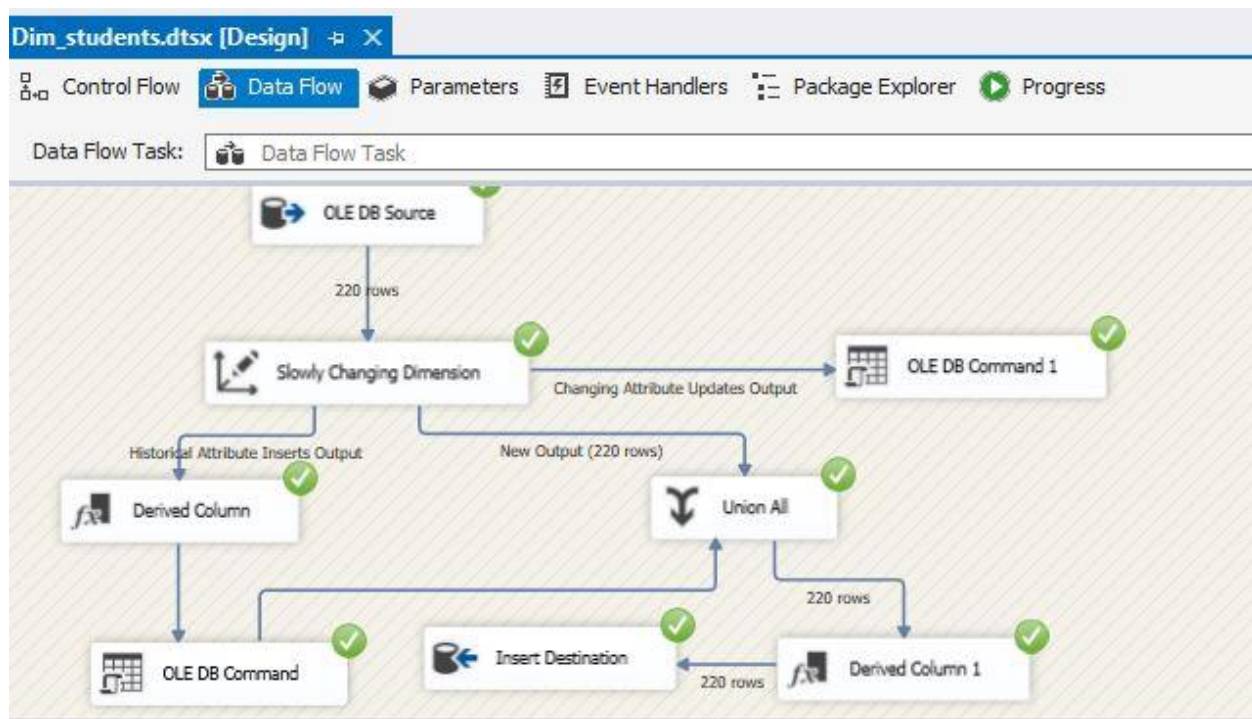 Dim_students.dtsx [Design]
Control Flow Data Flow Parameters Event Handlers Package Explorer Progress
Data Flow Task: Data Flow Task
OLE DB Source
220 rows
Slowly Changing Dimension
OLE DB Command 1
Changing Attribute Updates Output
Historical Attribute Inserts Output
New Output (220 rows)
Derived Column
Union All
220 rows
OLE DB Command
Insert Destination
220 rows
Derived Column 1